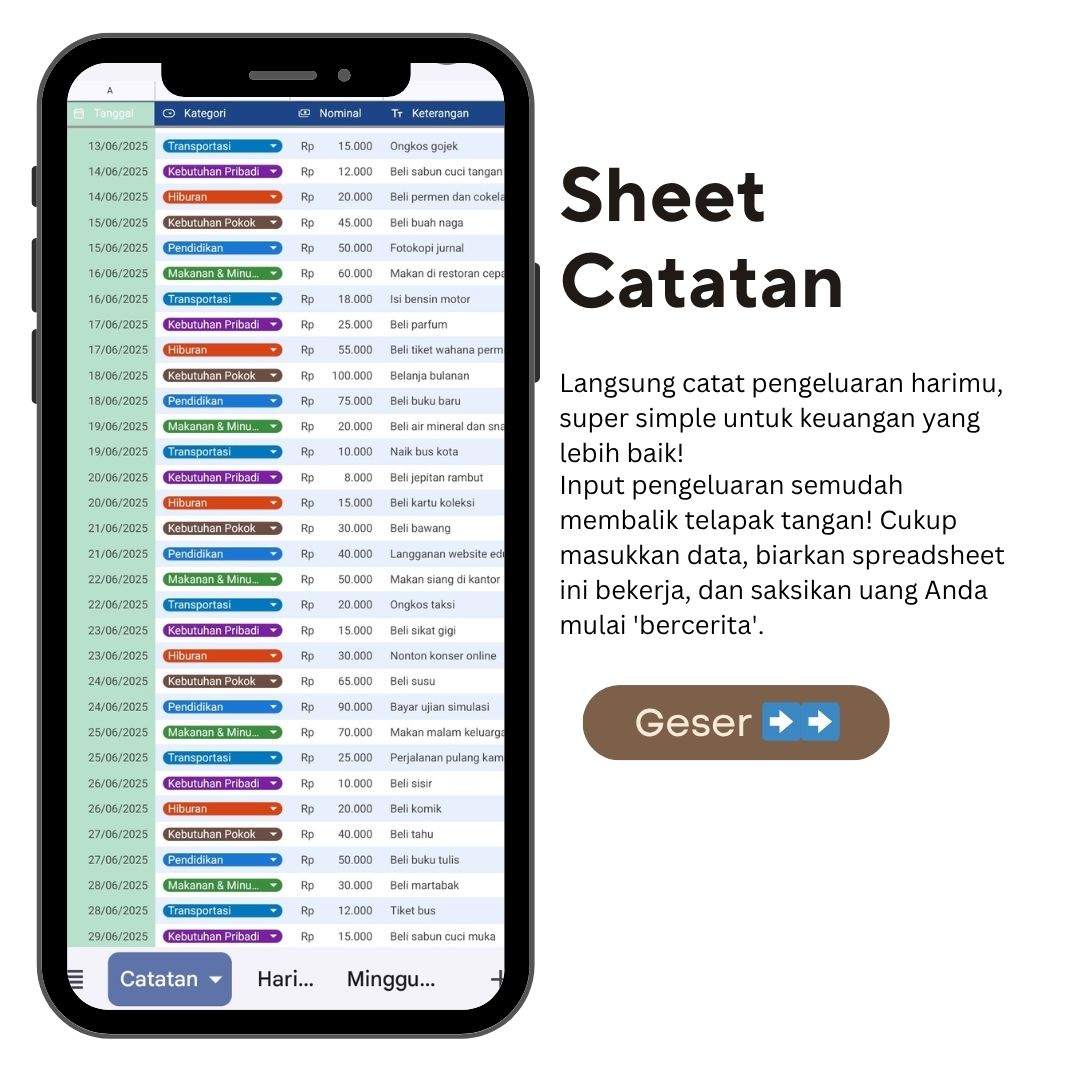 A
Tanggal Kategori Nominal Tт Keterangan
13/06/2025 Transportasi Rp 15.000 Ongkos gojek
14/06/2025 Kebutuhan Pribadi Rp 12.000 Beli sabun cuci tangan
14/06/2025 Hiburan Rp 20.000 Beli permen dan cokela
15/06/2025 Kebutuhan Pokok Rp 45.000 Beli buah naga
15/06/2025 Pendidikan Rp 50.000 Fotokopi jurnal
16/06/2025 Makanan & Minu... Rp 60.000 Makan di restoran cepa
16/06/2025 Transportasi Rp 18.000 Isi bensin motor
17/06/2025 Kebutuhan Pribadi Rp 25.000 Beli parfum
17/06/2025 Hiburan Rp 55.000 Beli tiket wahana perm
18/06/2025 Kebutuhan Pokok Rp 100.000 Belanja bulanan
18/06/2025 Pendidikan Rp 75.000 Beli buku baru
19/06/2025 Makanan & Minu... Rp 20.000 Beli air mineral dan sna
19/06/2025 Transportasi Rp 10.000 Naik bus kota
20/06/2025 Kebutuhan Pribadi Rp 8.000 Beli jepitan rambut
20/06/2025 Hiburan Rp 15.000 Beli kartu koleksi
21/06/2025 Kebutuhan Pokok Rp 30.000 Beli bawang
21/06/2025 Pendidikan Rp 40.000 Langganan website edu
22/06/2025 Makanan & Minu... Rp 50.000 Makan siang di kantor
22/06/2025 Transportasi Rp 20.000 Ongkos taksi
23/06/2025 Kebutuhan Pribadi Rp 15.000 Beli sikat gigi
23/06/2025 Hiburan Rp 30.000 Nonton konser online
24/06/2025 Kebutuhan Pokok Rp 65.000 Beli susu
24/06/2025 Pendidikan Rp 90.000 Bayar ujian simulasi
25/06/2025 Makanan & Minu... Rp 70.000 Makan malam keluarga
25/06/2025 Transportasi Rp 25.000 Perjalanan pulang kam
26/06/2025 Kebutuhan Pribadi Rp 10.000 Beli sisir
26/06/2025 Hiburan Rp 20.000 Beli komik
27/06/2025 Kebutuhan Pokok Rp 40.000 Beli tahu
27/06/2025 Pendidikan Rp 50.000 Beli buku tulis
28/06/2025 Makanan & Minu... Rp 30.000 Beli martabak
28/06/2025 Transportasi Rp 12.000 Tiket bus
29/06/2025 Kebutuhan Pribadi Rp 15.000 Beli sabun cuci muka
Catatan Hari... Minggu...
Sheet
Catatan
Langsung catat pengeluaran harimu,
super simple untuk keuangan yang
lebih baik!
Input pengeluaran semudah
membalik telapak tangan! Cukup
masukkan data, biarkan spreadsheet
ini bekerja, dan saksikan uang Anda
mulai 'bercerita'.
Geser ➡➡